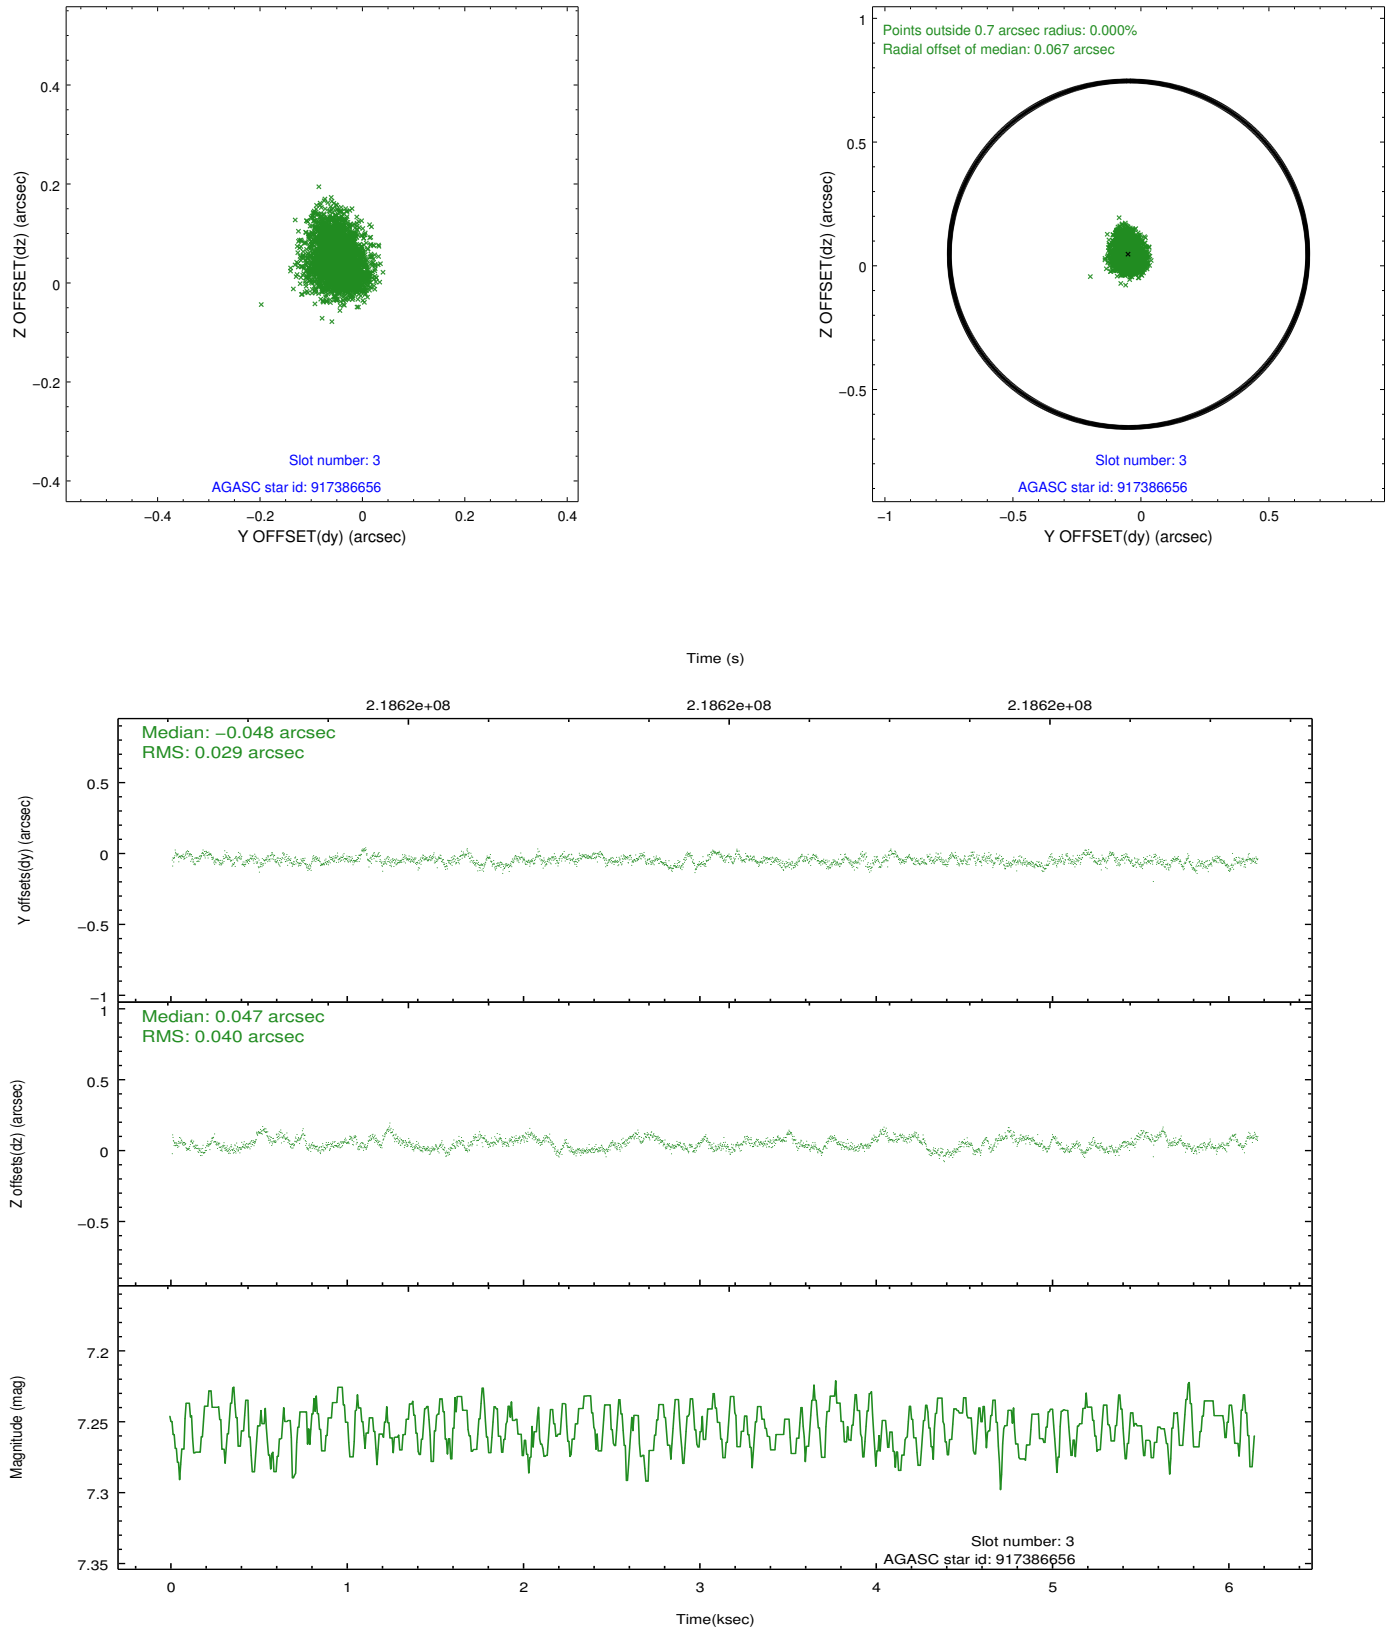 0.4
0.2
0
−0.2
−0.4
Z OFFSET(dz) (arcsec)
Slot number: 3
AGASC star id: 917386656
−0.4
−0.2
0
0.2
0.4
Y OFFSET(dy) (arcsec)
Points outside 0.7 arcsec radius: 0.000%
Radial offset of median: 0.067 arcsec
1
0.5
0
−0.5
Z OFFSET(dz) (arcsec)
Slot number: 3
AGASC star id: 917386656
−1
−0.5
0
0.5
Y OFFSET(dy) (arcsec)
Time (s)
2.1862e+08
2.1862e+08
2.1862e+08
Median: −0.048 arcsec
RMS: 0.029 arcsec
0.5
0
−0.5
−1
Y offsets(dy) (arcsec)
Median: 0.047 arcsec
RMS: 0.040 arcsec
1
0.5
0
−0.5
Z offsets(dz) (arcsec)
7.2
7.25
7.3
7.35
Magnitude (mag)
Slot number: 3
AGASC star id: 917386656
0
1
2
3
4
5
6
Time(ksec)